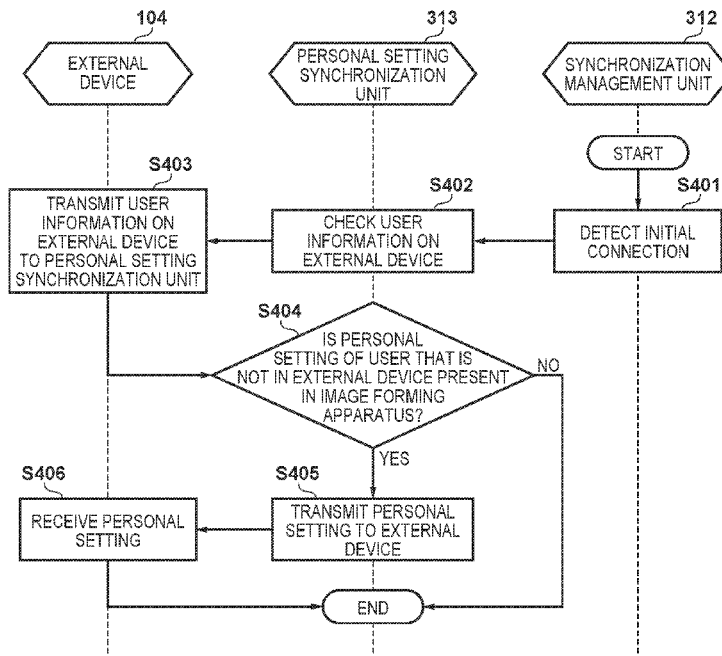 104
313
312
EXTERNAL
DEVICE
PERSONAL SETTING
SYNCHRONIZATION
UNIT
SYNCHRONIZATION
MANAGEMENT UNIT
START
S403
S402
S401
TRANSMIT USER
INFORMATION ON
EXTERNAL DEVICE
TO PERSONAL SETTING
SYNCHRONIZATION UNIT
CHECK USER
INFORMATION ON
EXTERNAL DEVICE
DETECT INITIAL
CONNECTION
S404
IS PERSONAL
SETTING OF USER THAT IS
NOT IN EXTERNAL DEVICE PRESENT
IN IMAGE FORMING
APPARATUS?
NO
YES
S406
S405
RECEIVE PERSONAL
SETTING
TRANSMIT PERSONAL
SETTING TO EXTERNAL
DEVICE
END